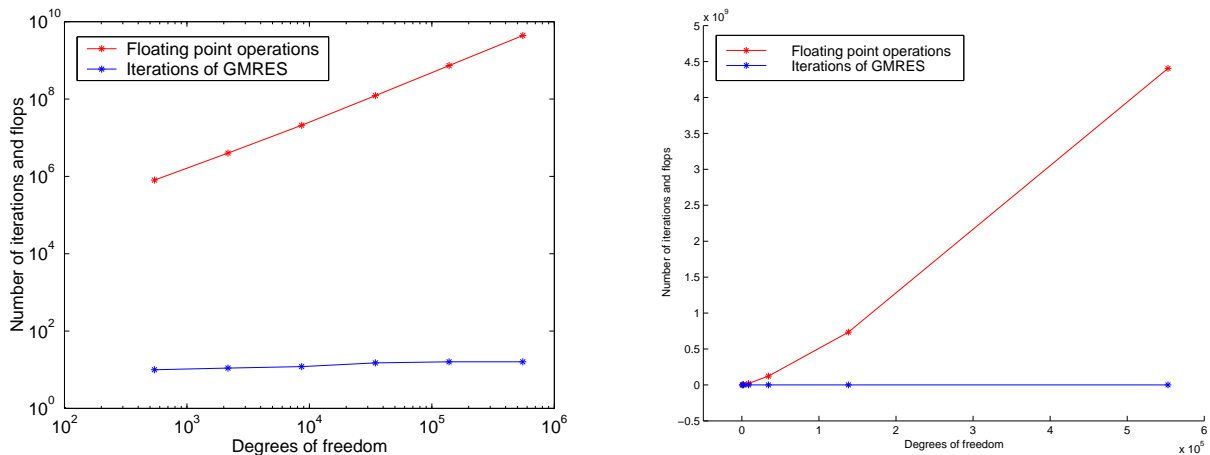 10^10
10^8
10^6
10^4
10^2
10^0
Number of iterations and flops
Floating point operations
Iterations of GMRES
10^2 10^3 10^4 10^5 10^6
Degrees of freedom
x 10^9
5
4.5
4
3.5
3
2.5
2
1.5
1
0.5
0
−0.5
Number of iterations and flops
Floating point operations
Iterations of GMRES
0 1 2 3 4 5 6
Degrees of freedom
x 10^5